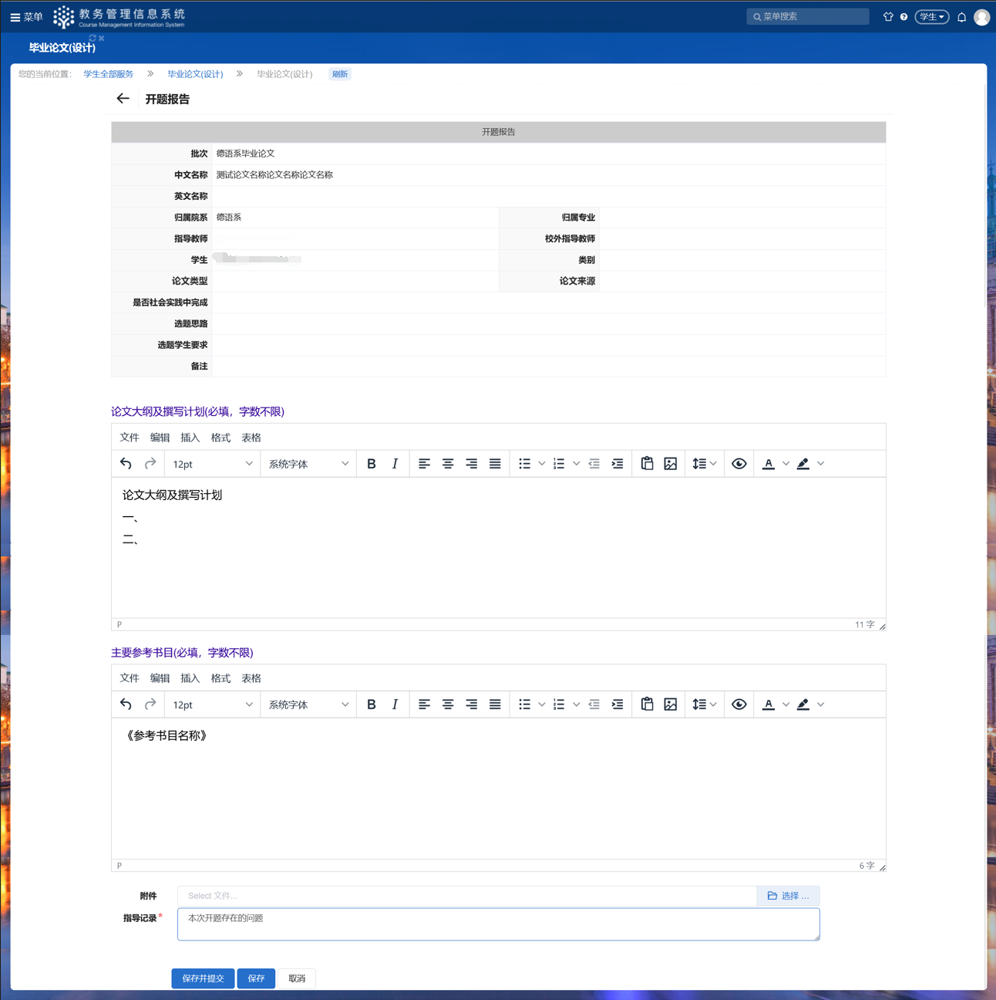 菜单
教务管理信息系统
Course Management Information System
菜单搜索
学生
毕业论文(设计)
您的当前位置: 学生全部服务 » 毕业论文(设计) » 毕业论文(设计) 刷新
开题报告
开题报告
批次 德语系毕业论文
中文名称 测试论文名称论文名称论文名称
英文名称
归属院系 德语系 归属专业
指导教师 校外指导教师
学生 类别
论文类型 论文来源
是否社会实践中完成
选题思路
选题学生要求
备注
论文大纲及撰写计划(必填，字数不限)
文件 编辑 插入 格式 表格
12pt 系统字体 B I A
论文大纲及撰写计划
一、
二、
P 11 字
主要参考书目(必填，字数不限)
文件 编辑 插入 格式 表格
12pt 系统字体 B I A
《参考书目名称》
P 6 字
附件 Select 文件... 选择 ...
指导记录* 本次开题存在的问题
保存并提交 保存 取消